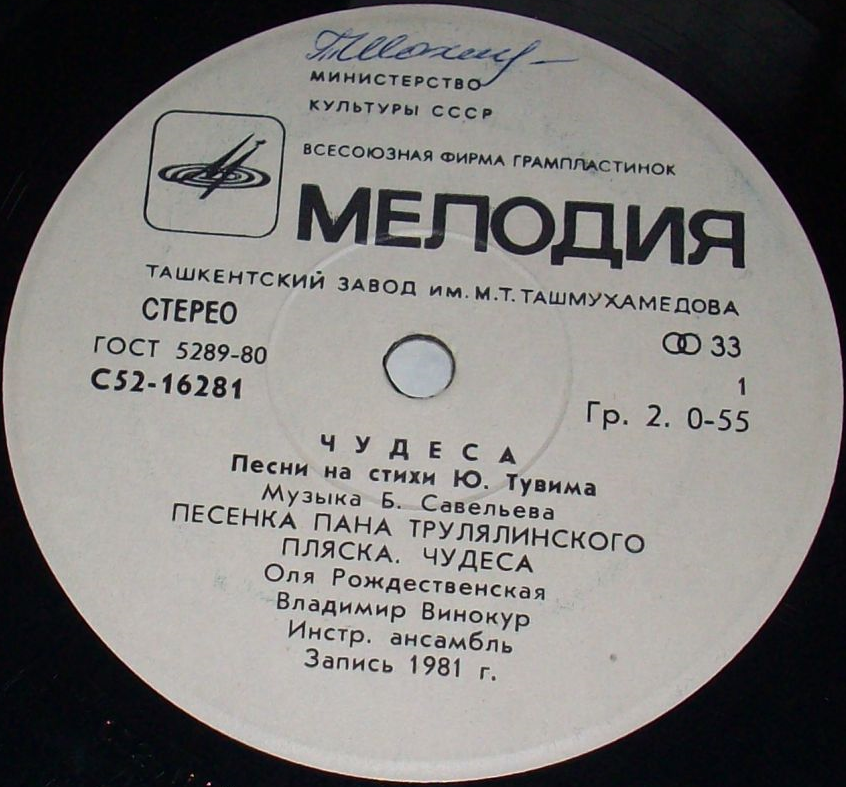 МИНИСТЕРСТВО
КУЛЬТУРЫ СССР
ВСЕСОЮЗНАЯ ФИРМА ГРАМПЛАСТИНОК
МЕЛОДИЯ
ТАШКЕНТСКИЙ ЗАВОД ИМ. М.Т. ТАШМУХАМЕДОВА
СТЕРЕО
33
ГОСТ 5289-80
С52-16281
1
Гр. 2. 0-55
ЧУДЕСА
Песни на стихи Ю. Тувима
Музыка Б. Савельева
ПЕСЕНКА ПАНА ТРУЛЯЛИНСКОГО
ПЛЯСКА. ЧУДЕСА
Оля Рождественская
Владимир Винокур
Инстр. ансамбль
Запись 1981 г.